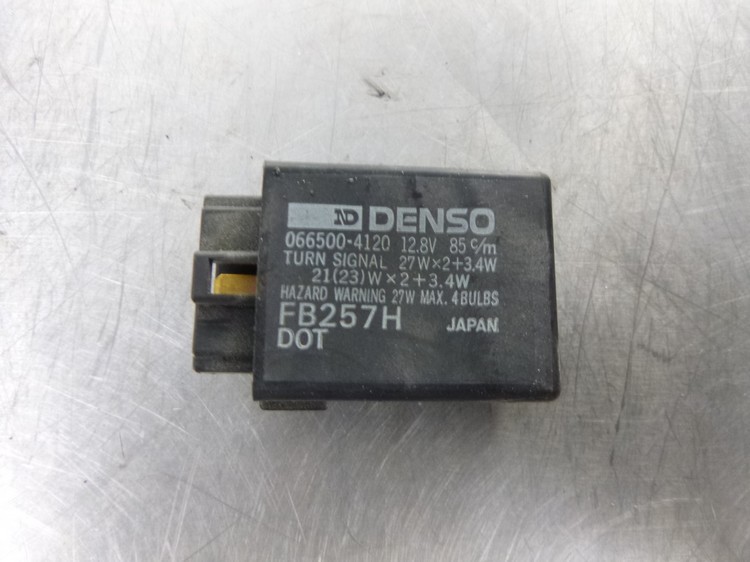 ND DENSO
066500-4120 12.8V 85 c/m
TURN SIGNAL 27W×2+3.4W
21(23)W×2+3.4W
HAZARD WARNING 27W MAX. 4BULBS
FB257H JAPAN
DOT